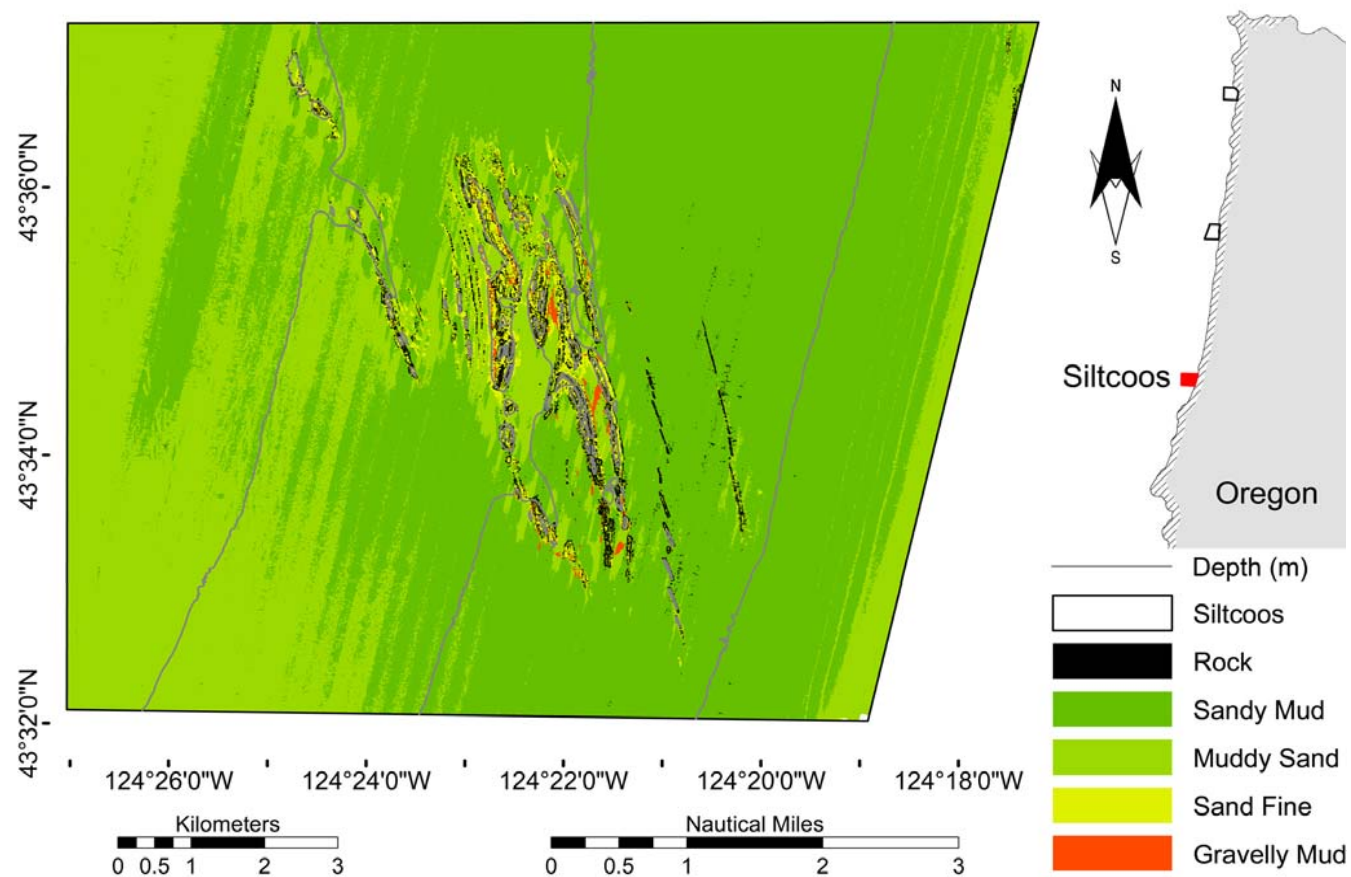 43°36'0"N
43°34'0"N
43°32'0"N
124°26'0"W
124°24'0"W
124°22'0"W
124°20'0"W
124°18'0"W
Kilometers
0 0.5 1 2 3
Nautical Miles
0 0.5 1 2 3
N
S
Siltcoos
Oregon
Depth (m)
Siltcoos
Rock
Sandy Mud
Muddy Sand
Sand Fine
Gravelly Mud